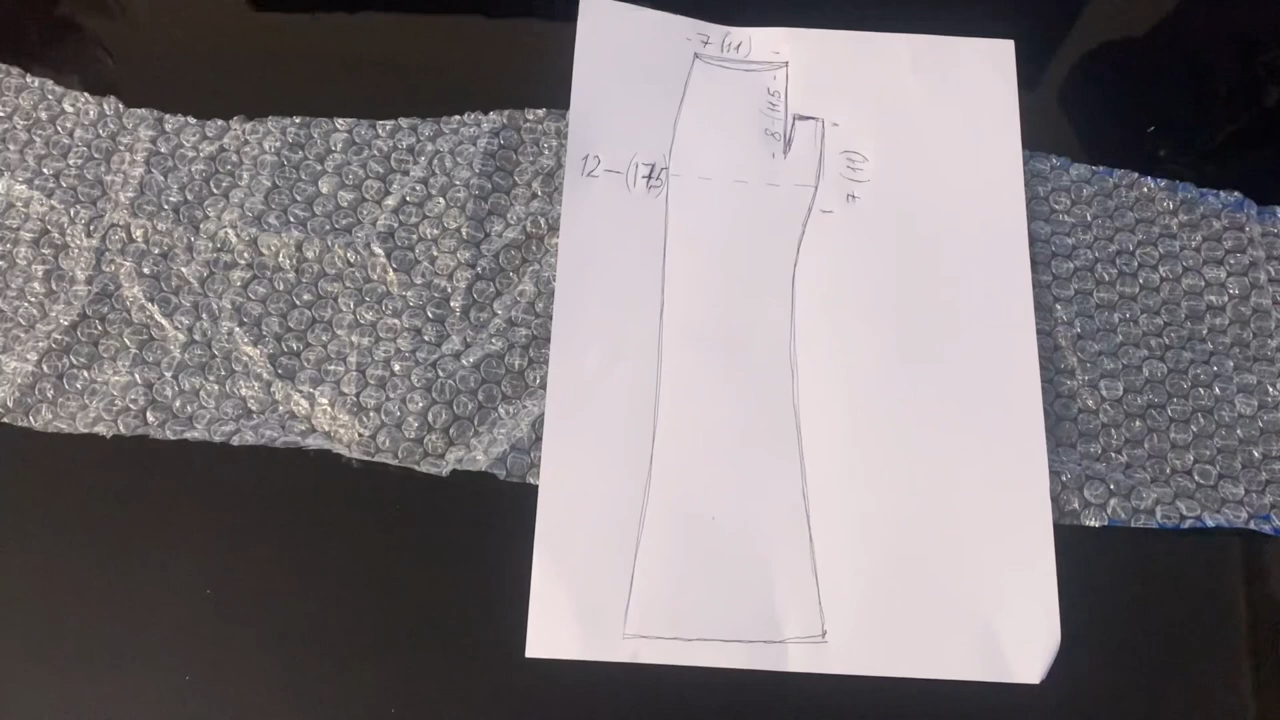 - 7 (11) -
- 8 - (11,5 -
12 - (17,5)
7 (11)